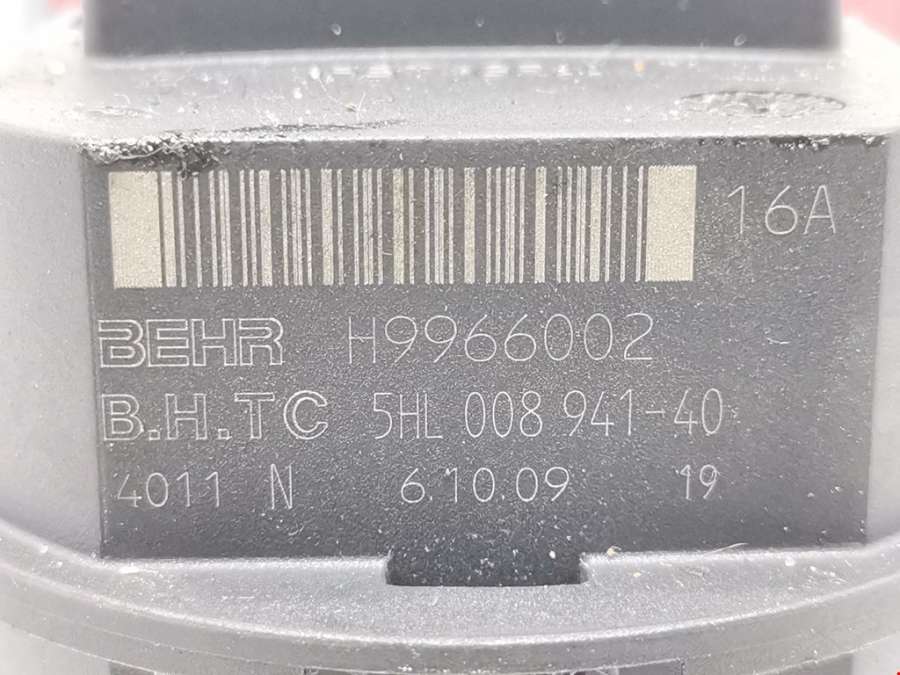 16A
BEHR H9966002
B.H.TC 5HL 008 941-40
4011 N 6.10.09 19